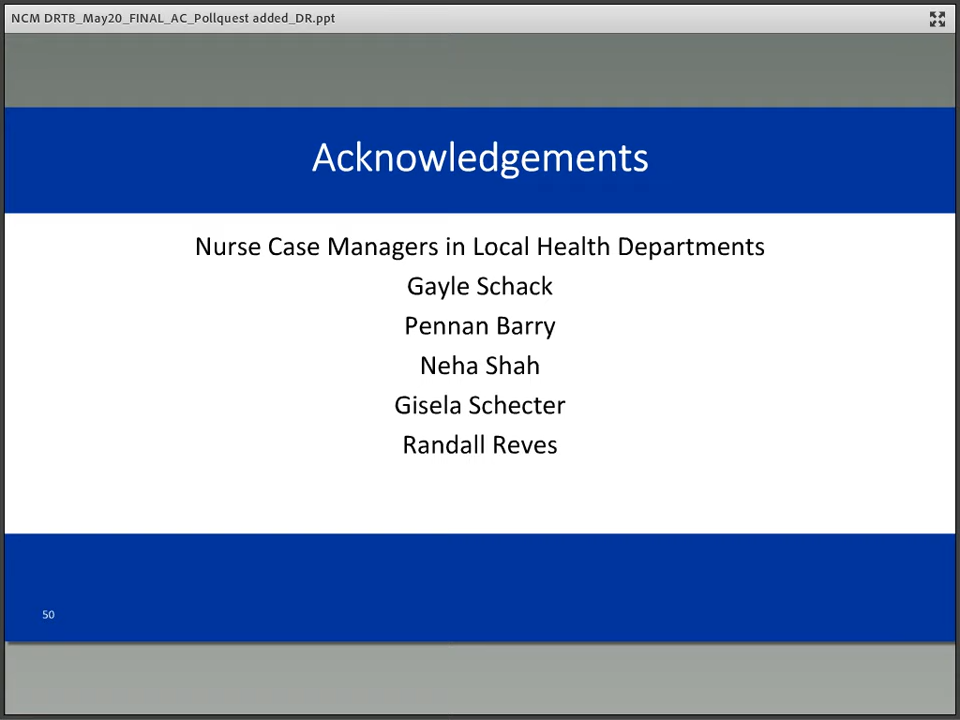 NCM DRTB_May20_FINAL_AC_Pollquest added_DR.ppt
Acknowledgements
Nurse Case Managers in Local Health Departments
Gayle Schack
Pennan Barry
Neha Shah
Gisela Schecter
Randall Reves
50